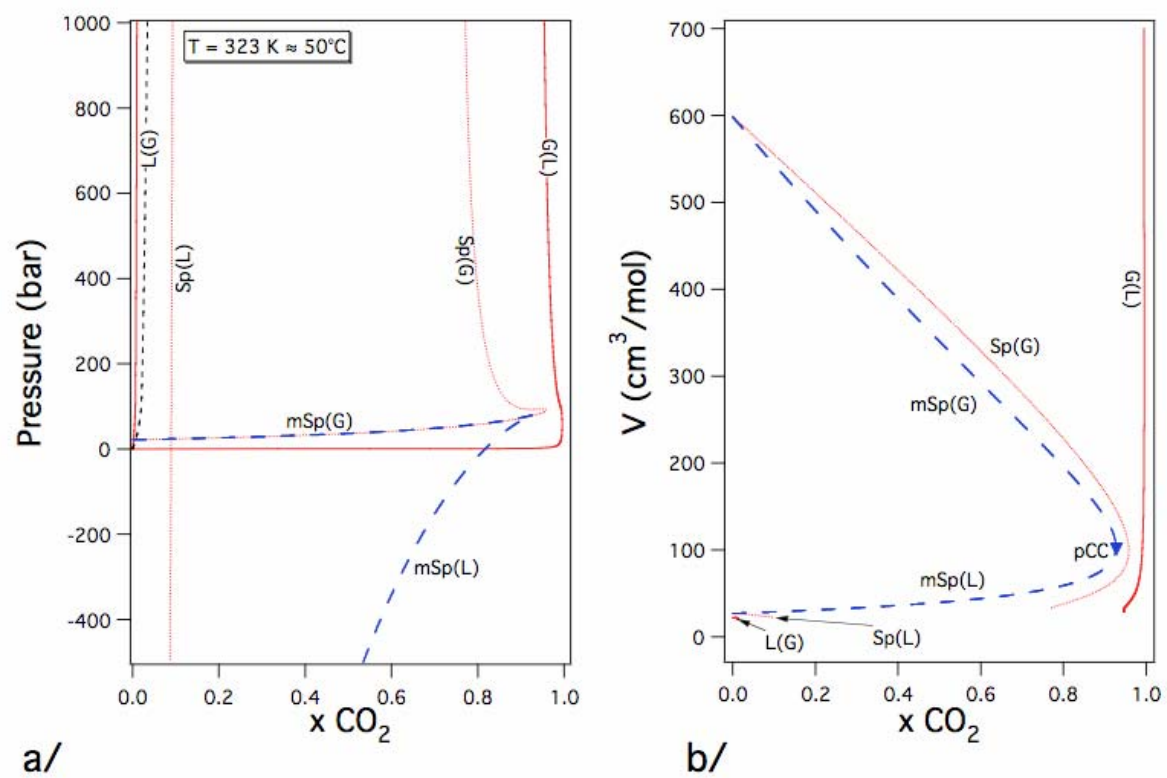 1000
800
600
400
200
0
-200
-400
Pressure (bar)
T = 323 K ≈ 50°C
L(G)
Sp(L)
Sp(G)
G(L)
mSp(G)
mSp(L)
0.0 0.2 0.4 0.6 0.8 1.0
x CO₂
a/
700
600
500
400
300
200
100
0
V (cm³/mol)
G(L)
Sp(G)
mSp(G)
pCC
mSp(L)
L(G)
Sp(L)
0.0 0.2 0.4 0.6 0.8 1.0
x CO₂
b/